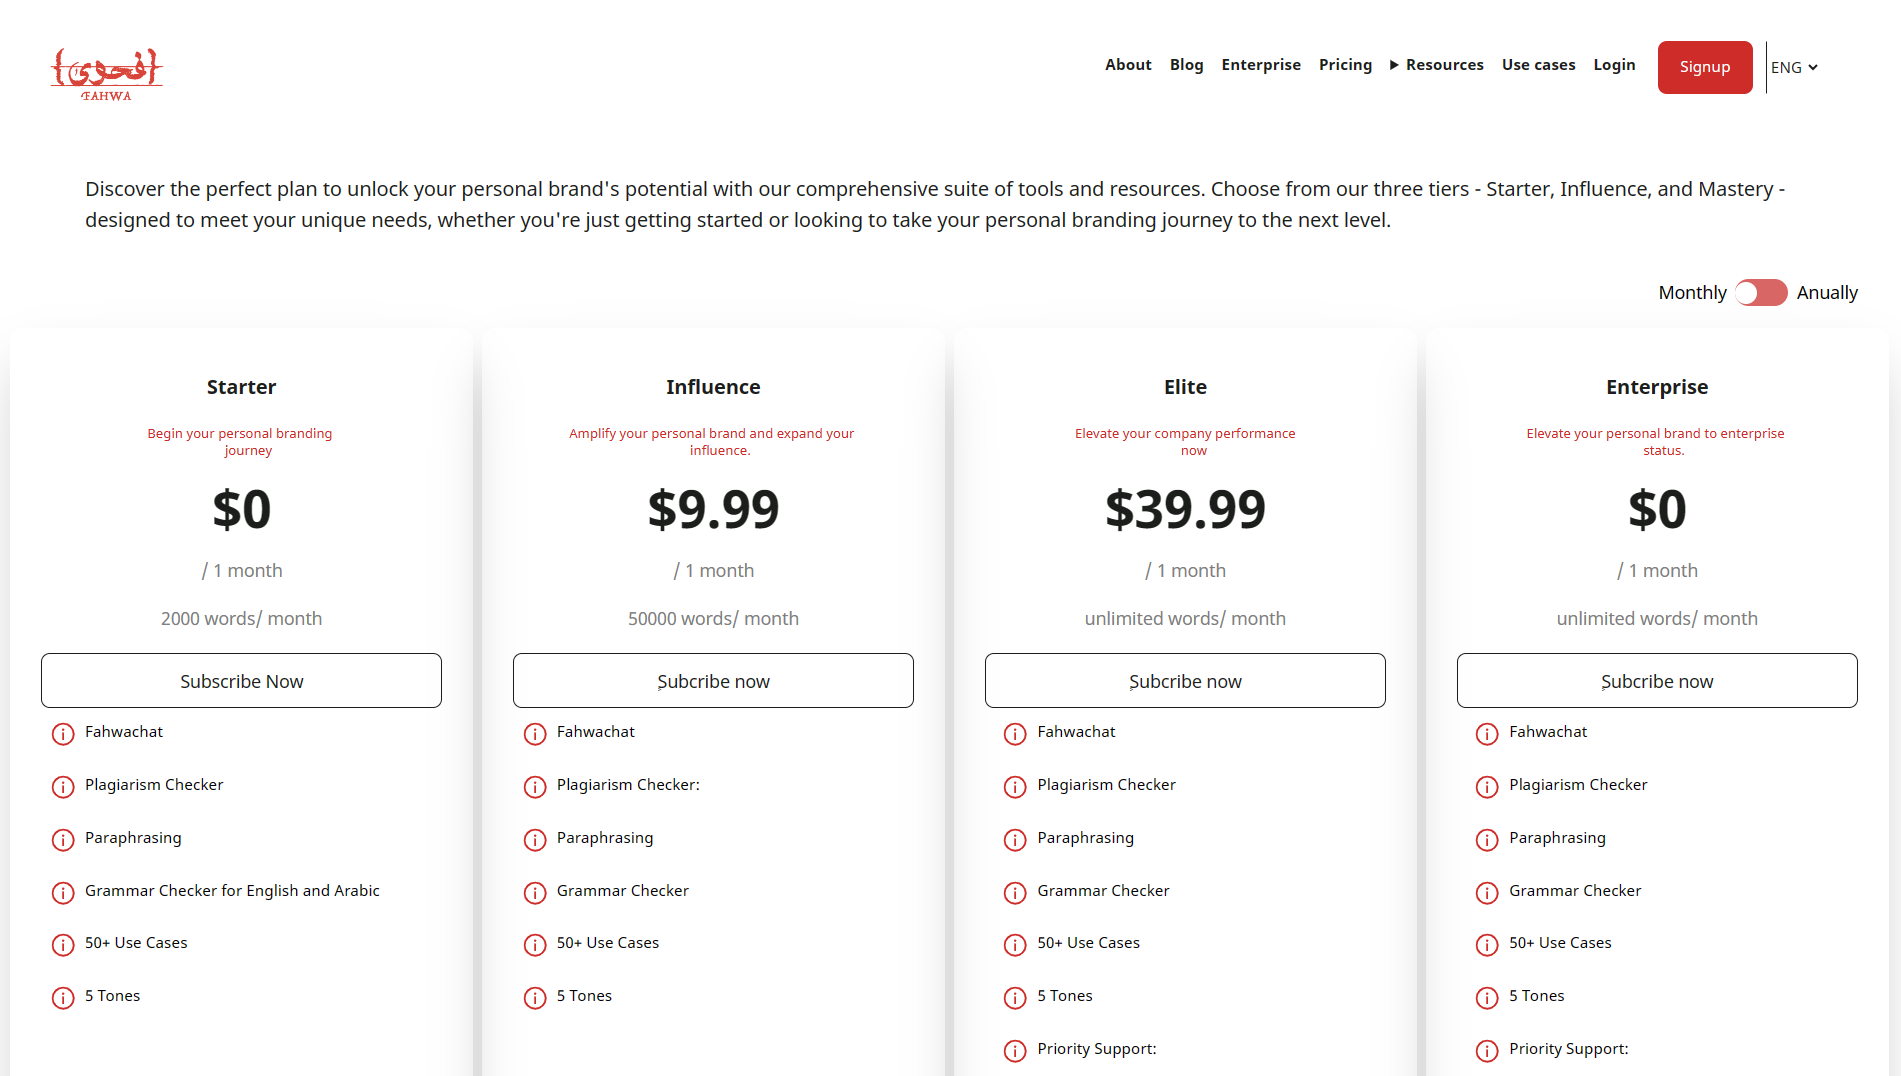 {فحوى}
FAHWA
About Blog Enterprise Pricing Resources Use cases Login Signup ENG
Discover the perfect plan to unlock your personal brand's potential with our comprehensive suite of tools and resources. Choose from our three tiers - Starter, Influence, and Mastery -
designed to meet your unique needs, whether you're just getting started or looking to take your personal branding journey to the next level.
Monthly Anually
Starter
Begin your personal branding
journey
$0
/ 1 month
2000 words/ month
Subscribe Now
Fahwachat
Plagiarism Checker
Paraphrasing
Grammar Checker for English and Arabic
50+ Use Cases
5 Tones
Influence
Amplify your personal brand and expand your
influence.
$9.99
/ 1 month
50000 words/ month
ِSubcribe now
Fahwachat
Plagiarism Checker:
Paraphrasing
Grammar Checker
50+ Use Cases
5 Tones
Elite
Elevate your company performance
now
$39.99
/ 1 month
unlimited words/ month
ِSubcribe now
Fahwachat
Plagiarism Checker
Paraphrasing
Grammar Checker
50+ Use Cases
5 Tones
Priority Support:
Enterprise
Elevate your personal brand to enterprise
status.
$0
/ 1 month
unlimited words/ month
ِSubcribe now
Fahwachat
Plagiarism Checker
Paraphrasing
Grammar Checker
50+ Use Cases
5 Tones
Priority Support: